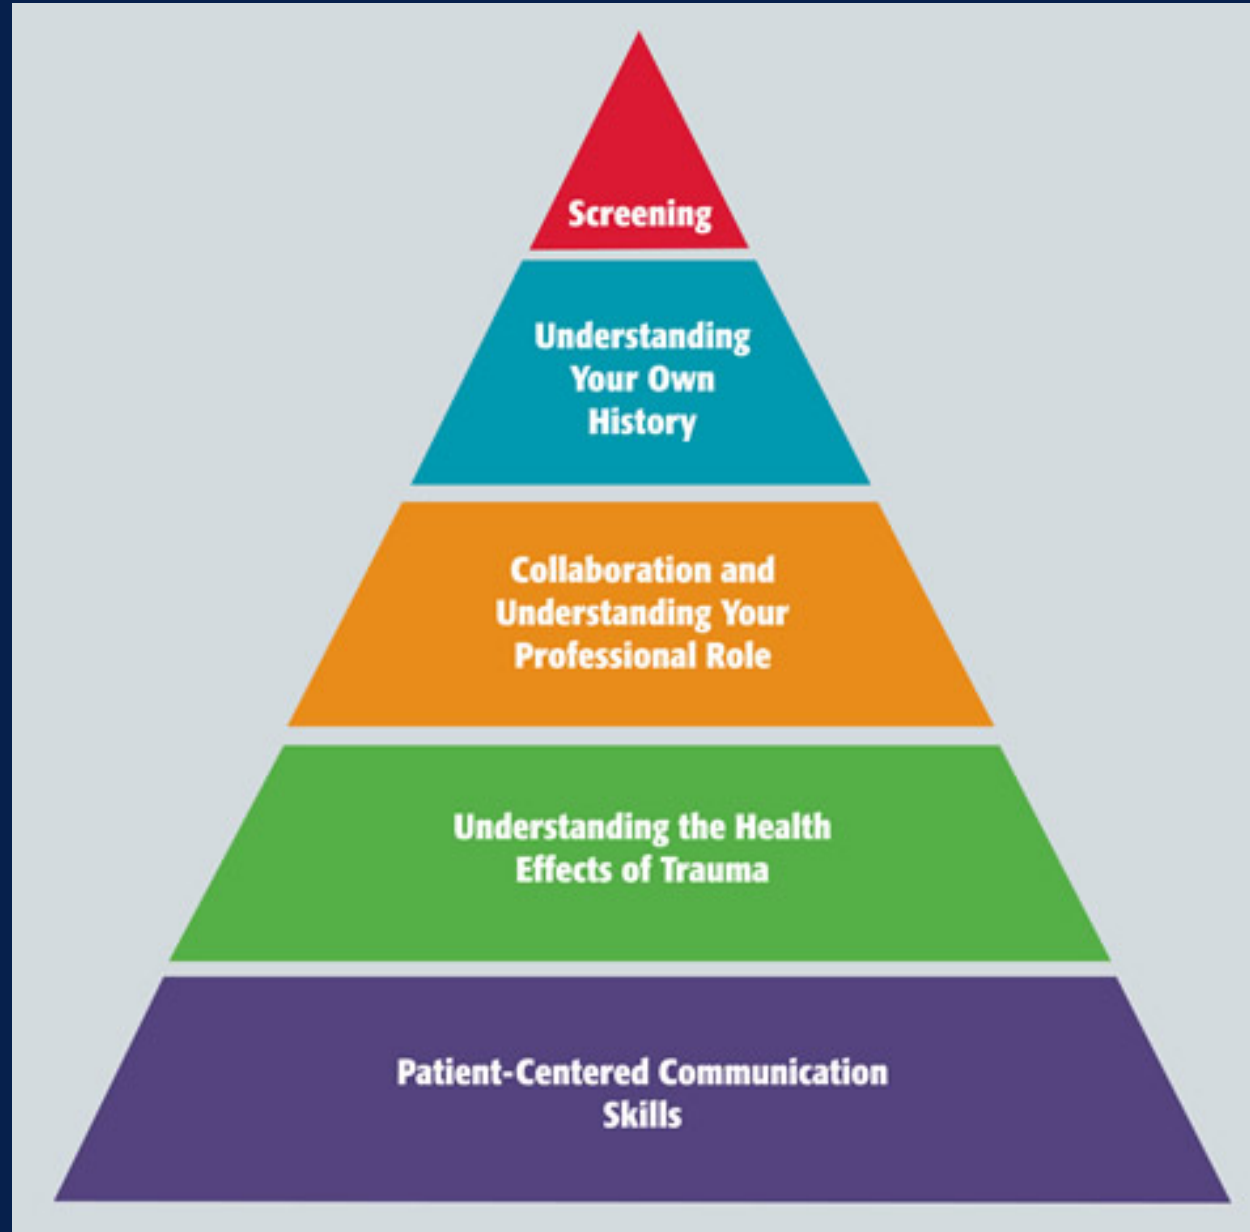 Screening
Understanding
Your Own
History
Collaboration and
Understanding Your
Professional Role
Understanding the Health
Effects of Trauma
Patient-Centered Communication
Skills